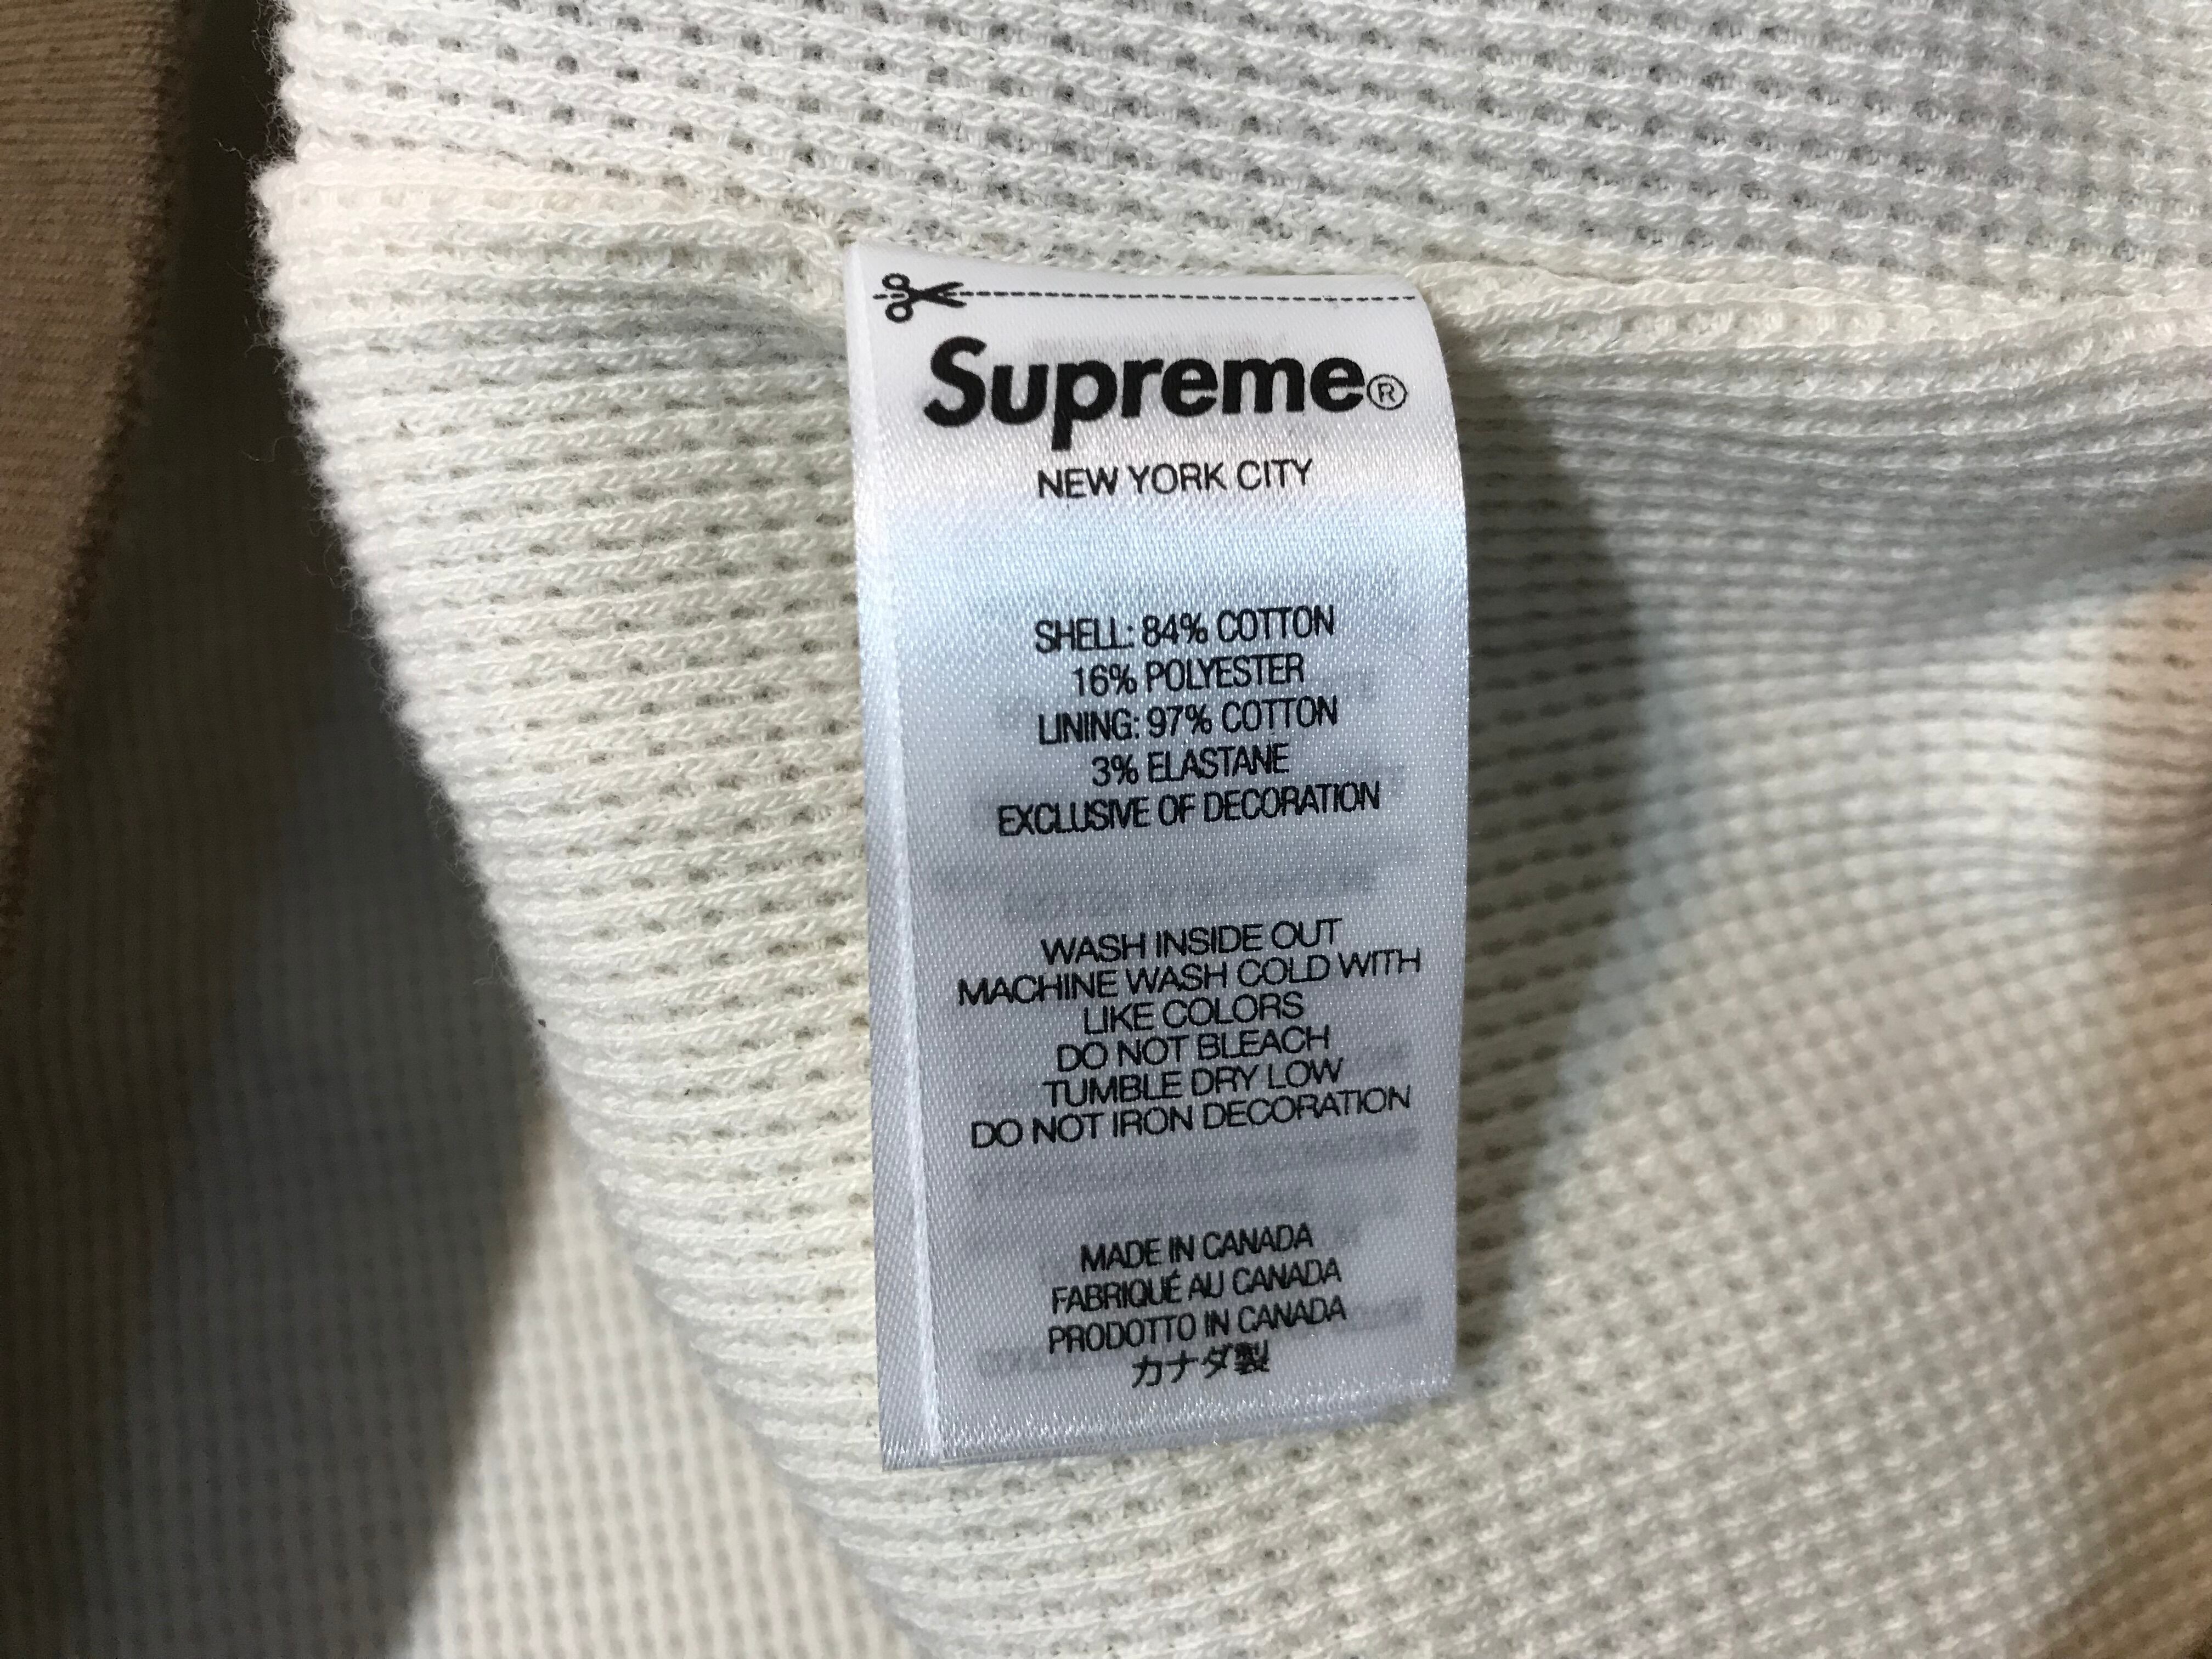 Supreme®
NEW YORK CITY
SHELL: 84% COTTON
16% POLYESTER
LINING: 97% COTTON
3% ELASTANE
EXCLUSIVE OF DECORATION
WASH INSIDE OUT
MACHINE WASH COLD WITH
LIKE COLORS
DO NOT BLEACH
TUMBLE DRY LOW
DO NOT IRON DECORATION
MADE IN CANADA
FABRIQUÉ AU CANADA
PRODOTTO IN CANADA
カナダ製